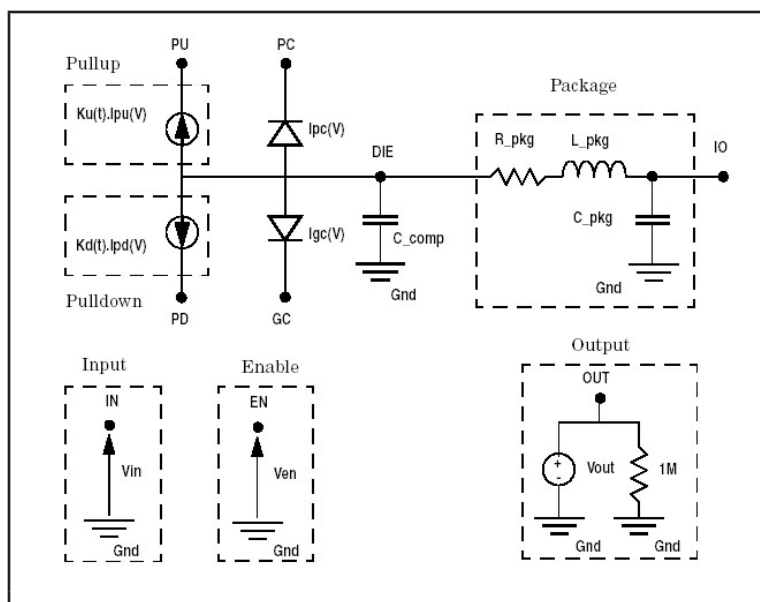 PU
PC
Pullup
Ku(t).Ipu(V)
Ipc(V)
Package
R_pkg
L_pkg
DIE
IO
Kd(t).Ipd(V)
Igc(V)
C_comp
C_pkg
Gnd
Gnd
Pulldown
PD
GC
Input
Enable
Output
IN
EN
OUT
Vin
Ven
+
-
Vout
1M
Gnd
Gnd
Gnd
Gnd